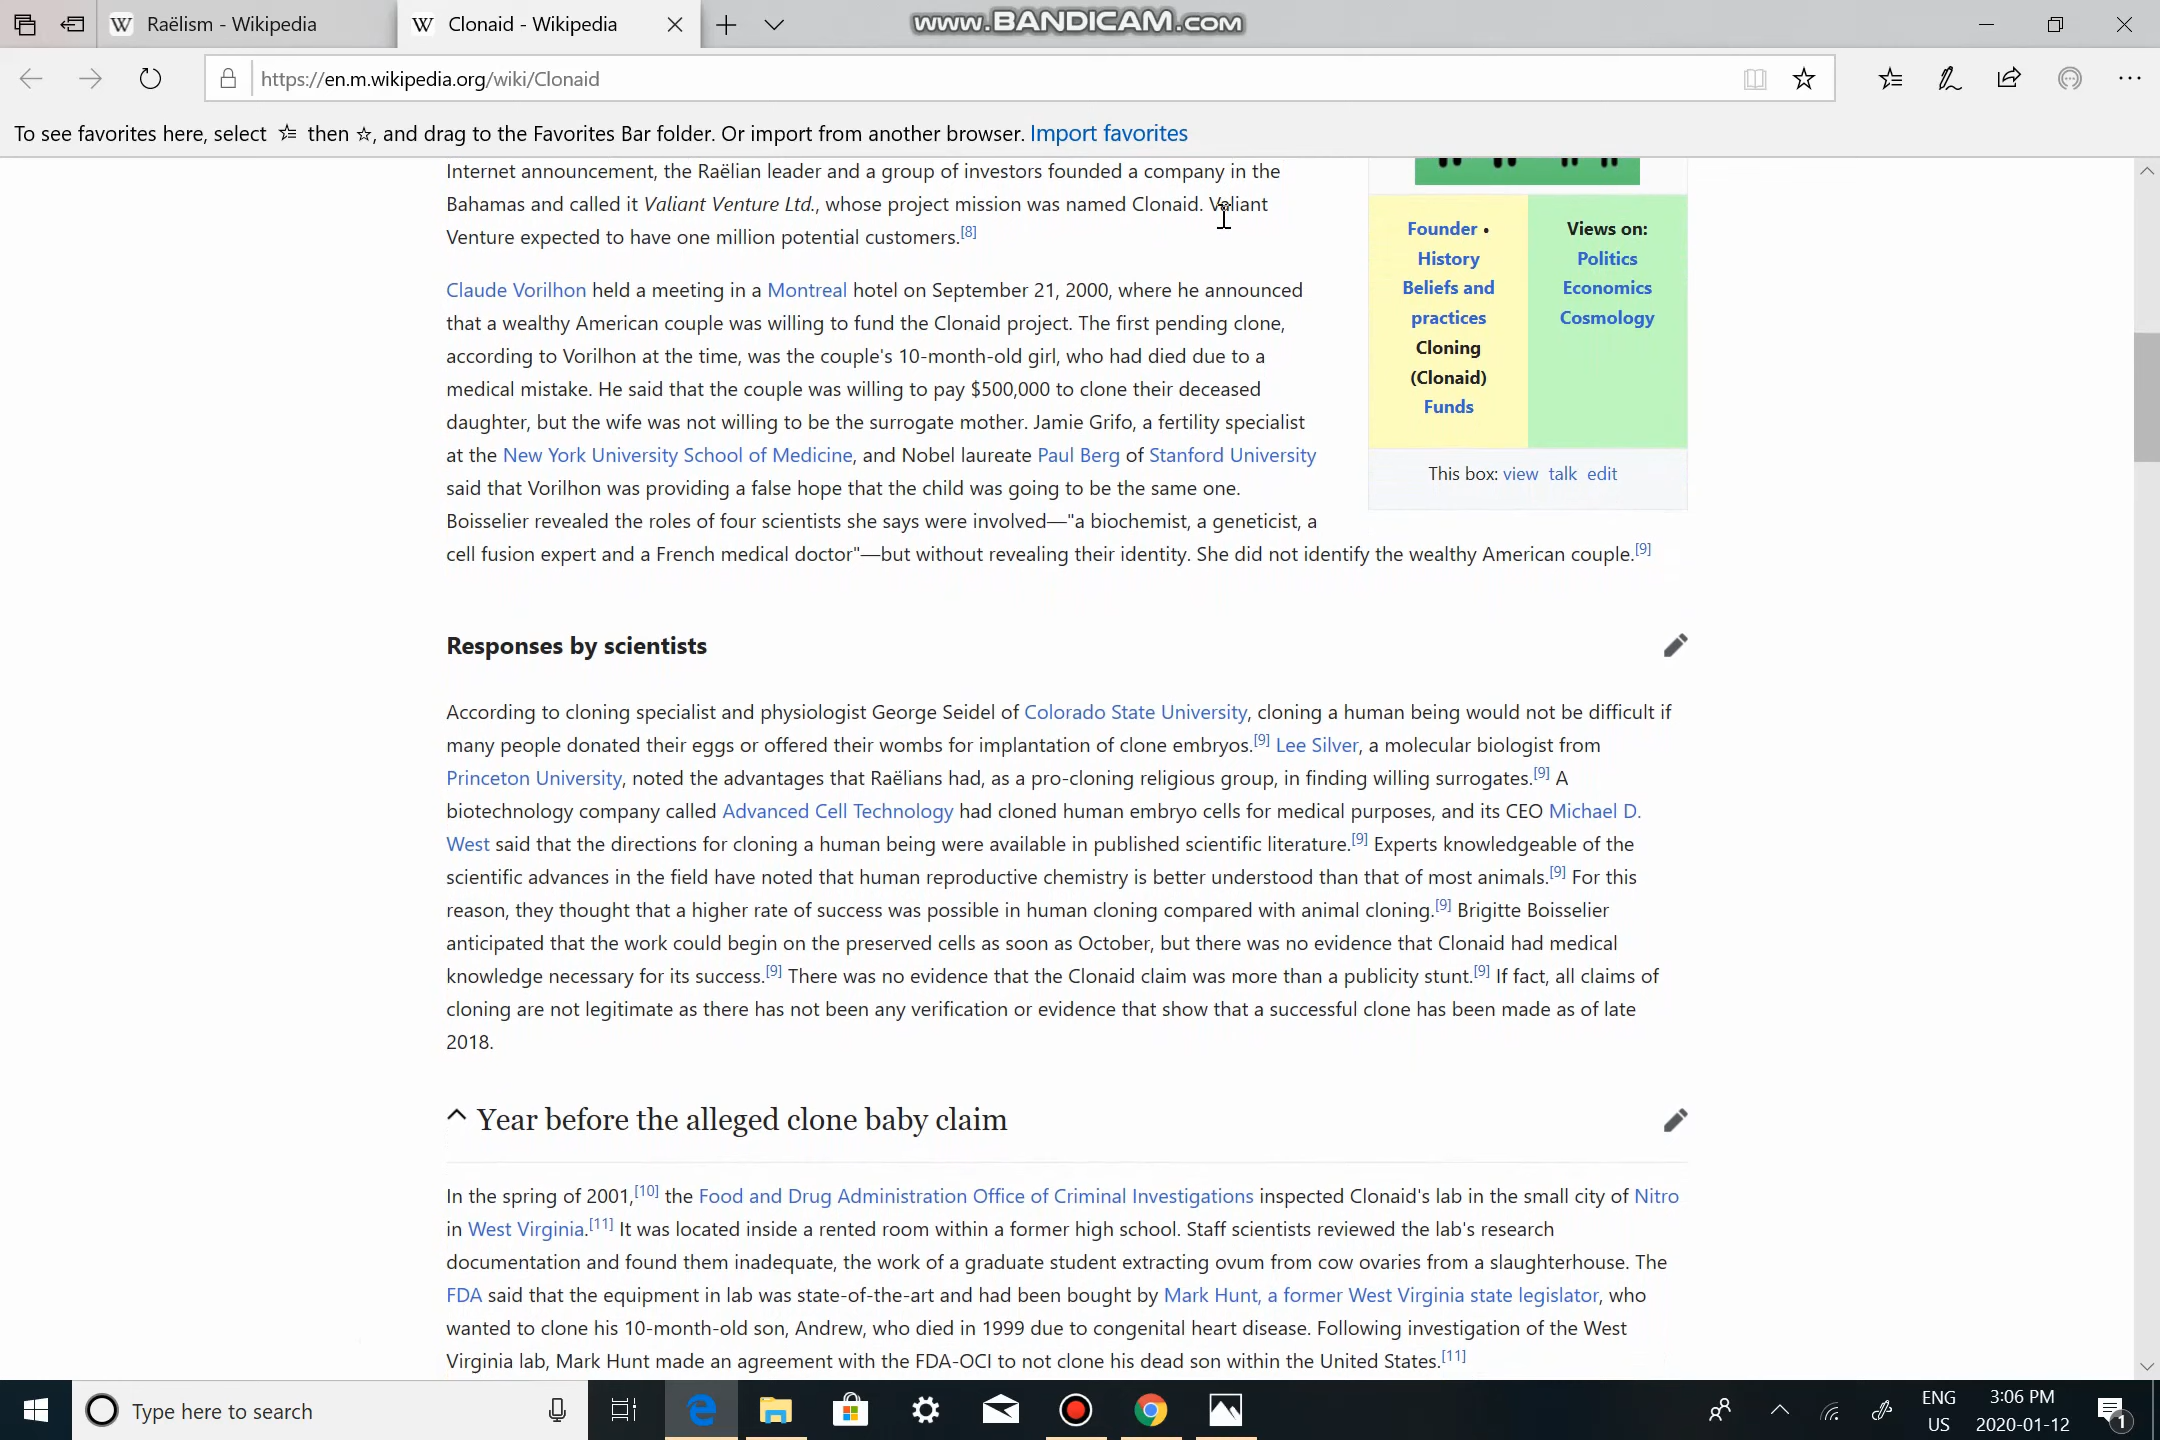 Raëlism - Wikipedia
Clonaid - Wikipedia
www.BANDICAM.com
https://en.m.wikipedia.org/wiki/Clonaid
To see favorites here, select then , and drag to the Favorites Bar folder. Or import from another browser. Import favorites
Internet announcement, the Raëlian leader and a group of investors founded a company in the
Bahamas and called it Valiant Venture Ltd., whose project mission was named Clonaid. Valiant
Venture expected to have one million potential customers.[8]
Claude Vorilhon held a meeting in a Montreal hotel on September 21, 2000, where he announced
that a wealthy American couple was willing to fund the Clonaid project. The first pending clone,
according to Vorilhon at the time, was the couple's 10-month-old girl, who had died due to a
medical mistake. He said that the couple was willing to pay $500,000 to clone their deceased
daughter, but the wife was not willing to be the surrogate mother. Jamie Grifo, a fertility specialist
at the New York University School of Medicine, and Nobel laureate Paul Berg of Stanford University
said that Vorilhon was providing a false hope that the child was going to be the same one.
Boisselier revealed the roles of four scientists she says were involved—"a biochemist, a geneticist, a
cell fusion expert and a French medical doctor"—but without revealing their identity. She did not identify the wealthy American couple.[9]
Founder •
History
Beliefs and
practices
Cloning
(Clonaid)
Funds
Views on:
Politics
Economics
Cosmology
This box: view talk edit
Responses by scientists
According to cloning specialist and physiologist George Seidel of Colorado State University, cloning a human being would not be difficult if
many people donated their eggs or offered their wombs for implantation of clone embryos.[9] Lee Silver, a molecular biologist from
Princeton University, noted the advantages that Raëlians had, as a pro-cloning religious group, in finding willing surrogates.[9] A
biotechnology company called Advanced Cell Technology had cloned human embryo cells for medical purposes, and its CEO Michael D.
West said that the directions for cloning a human being were available in published scientific literature.[9] Experts knowledgeable of the
scientific advances in the field have noted that human reproductive chemistry is better understood than that of most animals.[9] For this
reason, they thought that a higher rate of success was possible in human cloning compared with animal cloning.[9] Brigitte Boisselier
anticipated that the work could begin on the preserved cells as soon as October, but there was no evidence that Clonaid had medical
knowledge necessary for its success.[9] There was no evidence that the Clonaid claim was more than a publicity stunt.[9] If fact, all claims of
cloning are not legitimate as there has not been any verification or evidence that show that a successful clone has been made as of late
2018.
Year before the alleged clone baby claim
In the spring of 2001,[10] the Food and Drug Administration Office of Criminal Investigations inspected Clonaid's lab in the small city of Nitro
in West Virginia.[11] It was located inside a rented room within a former high school. Staff scientists reviewed the lab's research
documentation and found them inadequate, the work of a graduate student extracting ovum from cow ovaries from a slaughterhouse. The
FDA said that the equipment in lab was state-of-the-art and had been bought by Mark Hunt, a former West Virginia state legislator, who
wanted to clone his 10-month-old son, Andrew, who died in 1999 due to congenital heart disease. Following investigation of the West
Virginia lab, Mark Hunt made an agreement with the FDA-OCI to not clone his dead son within the United States.[11]
Type here to search
ENG
US
3:06 PM
2020-01-12
1